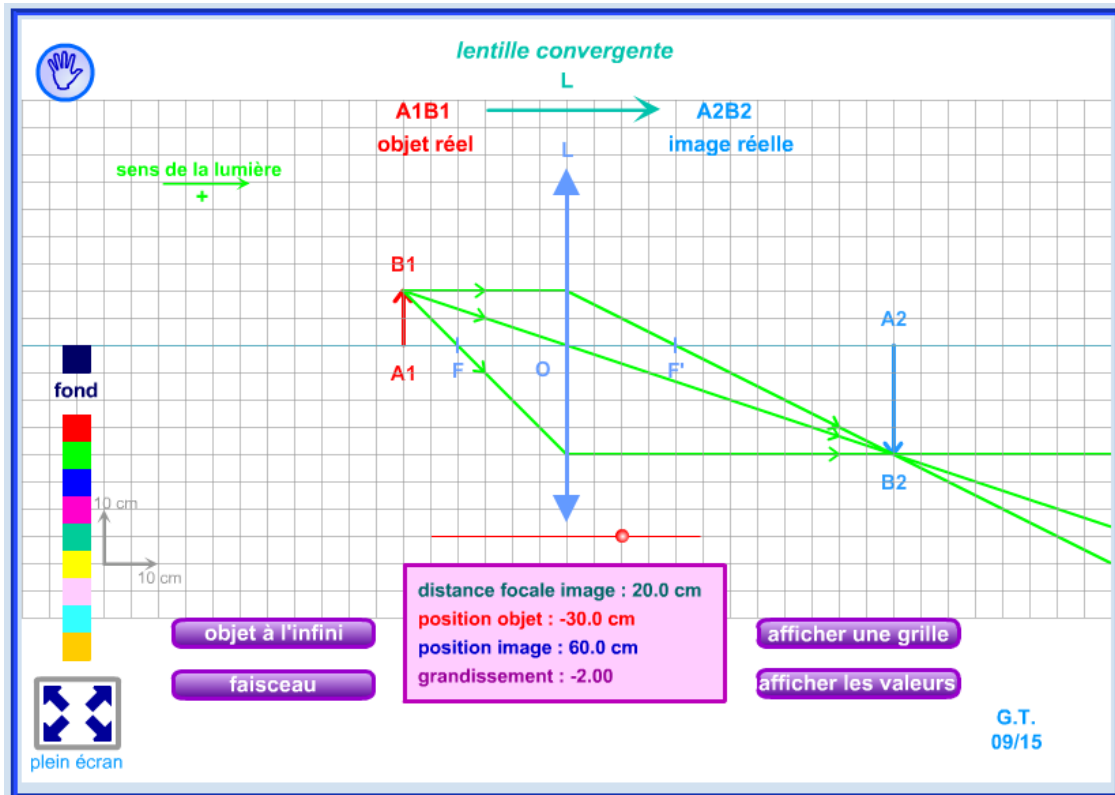 lentille convergente
L
A1B1
A2B2
objet réel
image réelle
L
sens de la lumière
+
B1
A2
A1
F
O
F'
fond
B2
10 cm
10 cm
distance focale image : 20.0 cm
position objet : -30.0 cm
position image : 60.0 cm
grandissement : -2.00
objet à l'infini
afficher une grille
faisceau
afficher les valeurs
G.T.
09/15
plein écran